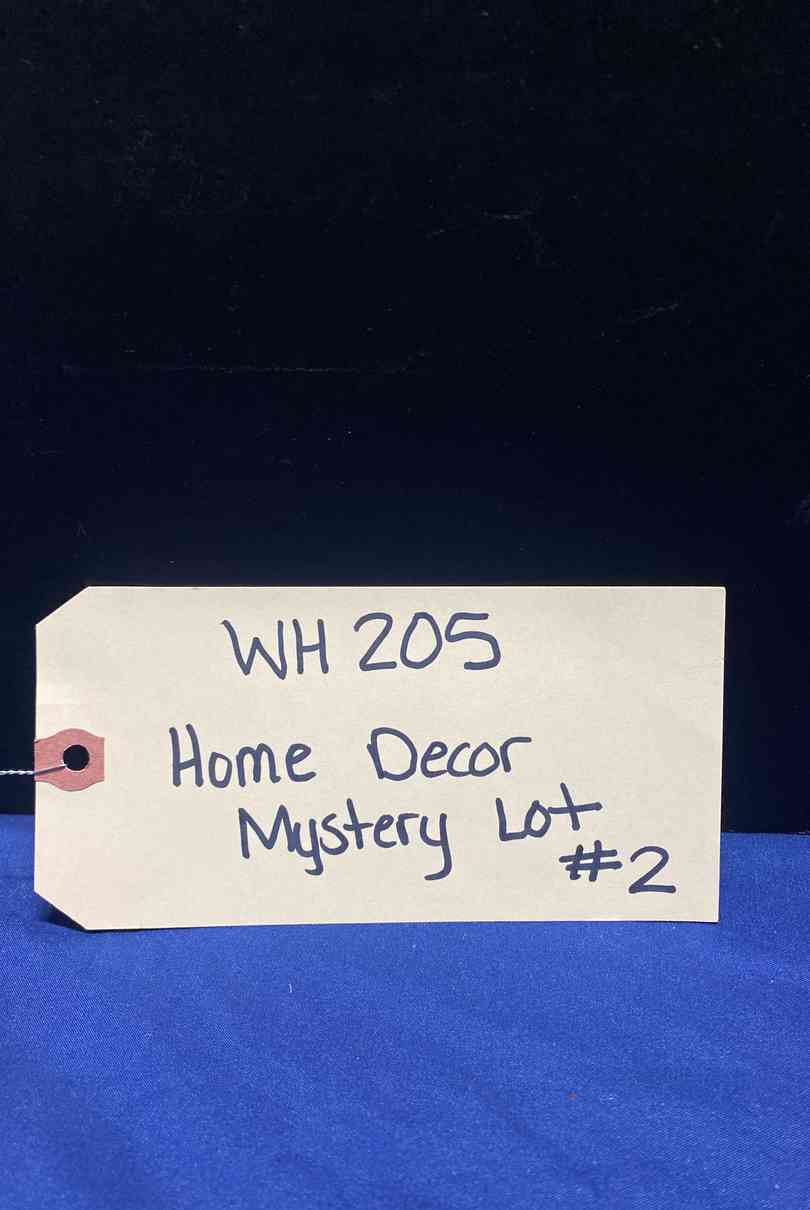 WH 205
Home Decor
Mystery Lot
#2